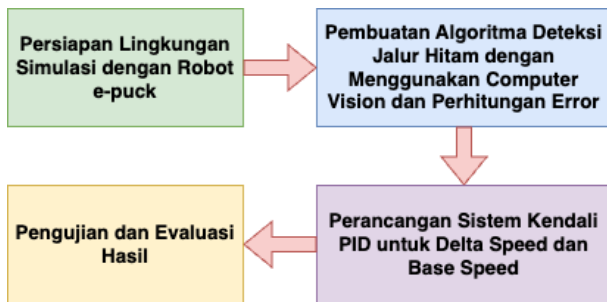 Persiapan Lingkungan
Simulasi dengan Robot
e-puck
Pembuatan Algoritma Deteksi
Jalur Hitam dengan
Menggunakan Computer
Vision dan Perhitungan Error
Perancangan Sistem Kendali
PID untuk Delta Speed dan
Base Speed
Pengujian dan Evaluasi
Hasil